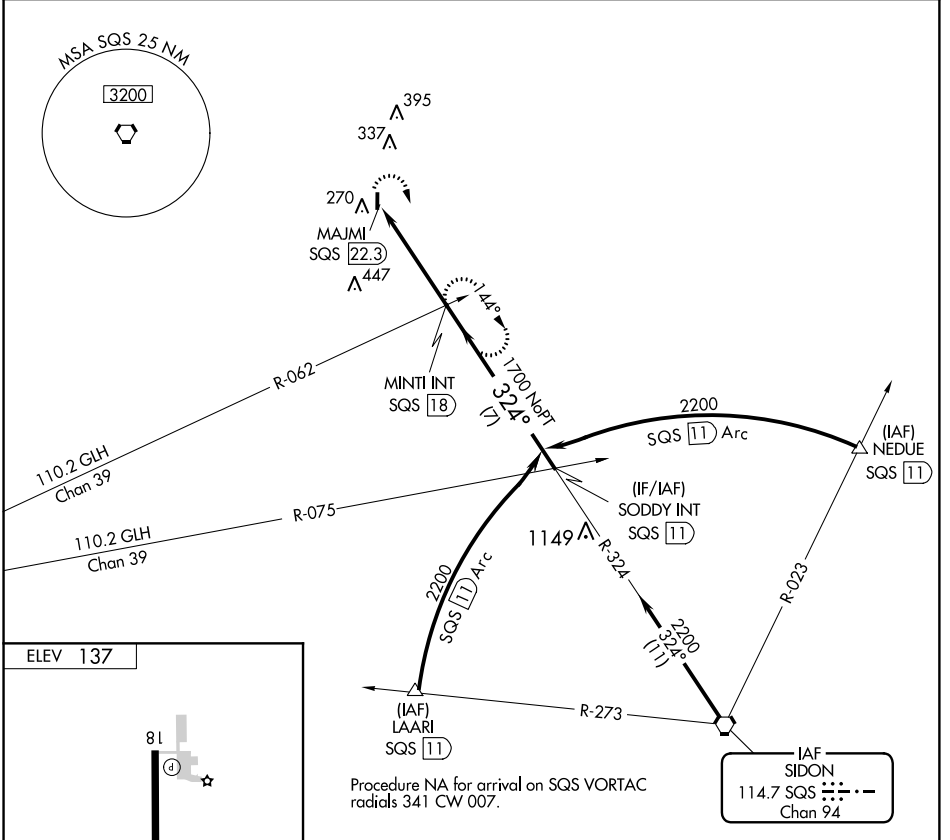 MSA SQS 25 NM
3200
395
337
270
MAJMI
SQS 22.3
447
144°
1700 NoPT
324°
(7)
MINTI INT
SQS 18
R-062
110.2 GLH
Chan 39
2200
SQS 11 Arc
(IAF)
NEDUE
SQS 11
R-075
110.2 GLH
Chan 39
(IF/IAF)
SODDY INT
SQS 11
1149
R-324
R-023
2200
SQS 11 Arc
2200
324°
(11)
ELEV 137
18
P
(IAF)
LAARI
SQS 11
R-273
Procedure NA for arrival on SQS VORTAC
radials 341 CW 007.
IAF
SIDON
114.7 SQS
Chan 94